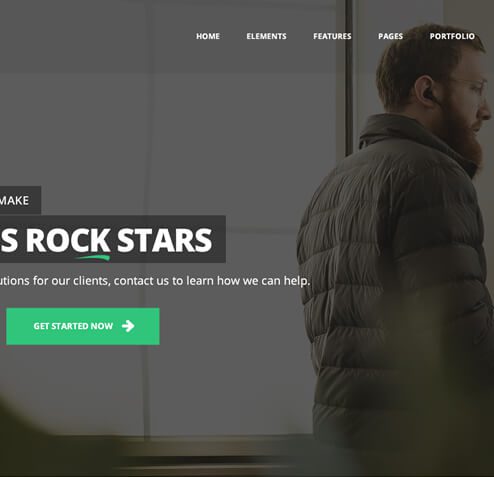 HOME ELEMENTS FEATURES PAGES PORTFOLIO
MAKE
S ROCK STARS
utions for our clients, contact us to learn how we can help.
GET STARTED NOW